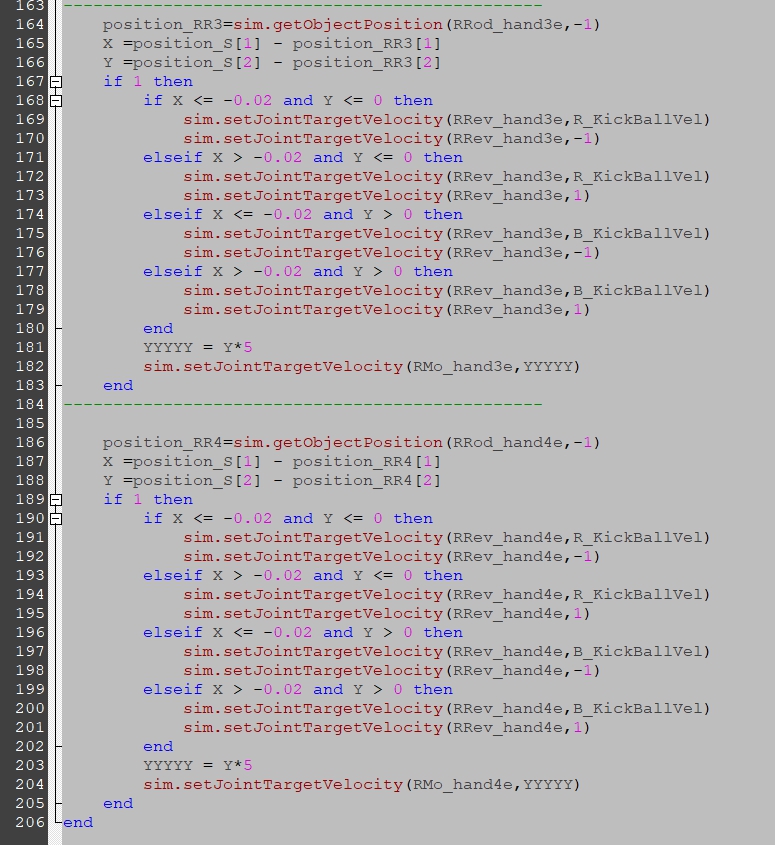 163 ------------------------------------------------
164     position_RR3=sim.getObjectPosition(RRod_hand3e,-1)
165     X =position_S[1] - position_RR3[1]
166     Y =position_S[2] - position_RR3[2]
167     if 1 then
168         if X <= -0.02 and Y <= 0 then
169             sim.setJointTargetVelocity(RRev_hand3e,R_KickBallVel)
170             sim.setJointTargetVelocity(RRev_hand3e,-1)
171         elseif X > -0.02 and Y <= 0 then
172             sim.setJointTargetVelocity(RRev_hand3e,R_KickBallVel)
173             sim.setJointTargetVelocity(RRev_hand3e,1)
174         elseif X <= -0.02 and Y > 0 then
175             sim.setJointTargetVelocity(RRev_hand3e,B_KickBallVel)
176             sim.setJointTargetVelocity(RRev_hand3e,-1)
177         elseif X > -0.02 and Y > 0 then
178             sim.setJointTargetVelocity(RRev_hand3e,B_KickBallVel)
179             sim.setJointTargetVelocity(RRev_hand3e,1)
180         end
181         YYYYY = Y*5
182         sim.setJointTargetVelocity(RMo_hand3e,YYYYY)
183     end
184 ------------------------------------------------
185
186     position_RR4=sim.getObjectPosition(RRod_hand4e,-1)
187     X =position_S[1] - position_RR4[1]
188     Y =position_S[2] - position_RR4[2]
189     if 1 then
190         if X <= -0.02 and Y <= 0 then
191             sim.setJointTargetVelocity(RRev_hand4e,R_KickBallVel)
192             sim.setJointTargetVelocity(RRev_hand4e,-1)
193         elseif X > -0.02 and Y <= 0 then
194             sim.setJointTargetVelocity(RRev_hand4e,R_KickBallVel)
195             sim.setJointTargetVelocity(RRev_hand4e,1)
196         elseif X <= -0.02 and Y > 0 then
197             sim.setJointTargetVelocity(RRev_hand4e,B_KickBallVel)
198             sim.setJointTargetVelocity(RRev_hand4e,-1)
199         elseif X > -0.02 and Y > 0 then
200             sim.setJointTargetVelocity(RRev_hand4e,B_KickBallVel)
201             sim.setJointTargetVelocity(RRev_hand4e,1)
202         end
203         YYYYY = Y*5
204         sim.setJointTargetVelocity(RMo_hand4e,YYYYY)
205     end
206 end